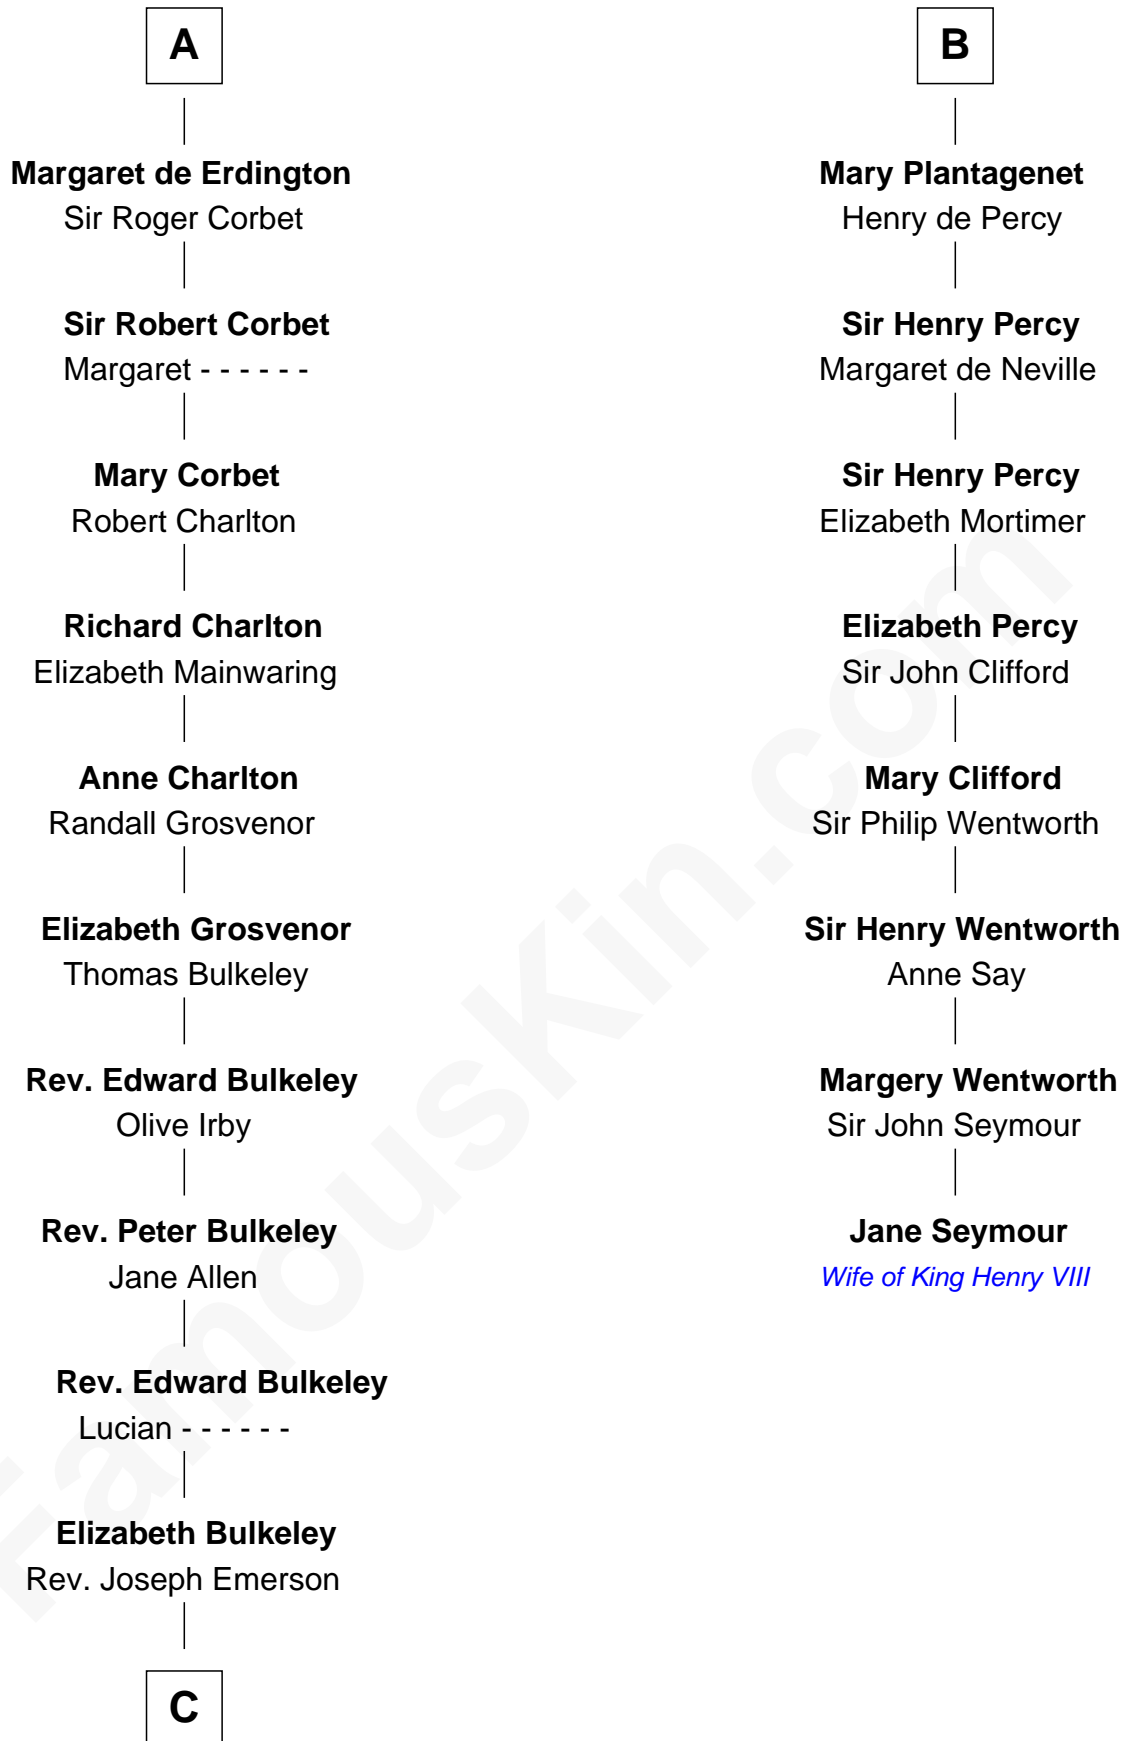 A
Margaret de Erdington
Sir Roger Corbet
Sir Robert Corbet
Margaret - - - - - -
Mary Corbet
Robert Charlton
Richard Charlton
Elizabeth Mainwaring
Anne Charlton
Randall Grosvenor
Elizabeth Grosvenor
Thomas Bulkeley
Rev. Edward Bulkeley
Olive Irby
Rev. Peter Bulkeley
Jane Allen
Rev. Edward Bulkeley
Lucian - - - - - -
Elizabeth Bulkeley
Rev. Joseph Emerson
C
B
Mary Plantagenet
Henry de Percy
Sir Henry Percy
Margaret de Neville
Sir Henry Percy
Elizabeth Mortimer
Elizabeth Percy
Sir John Clifford
Mary Clifford
Sir Philip Wentworth
Sir Henry Wentworth
Anne Say
Margery Wentworth
Sir John Seymour
Jane Seymour
Wife of King Henry VIII
FamousKin.com